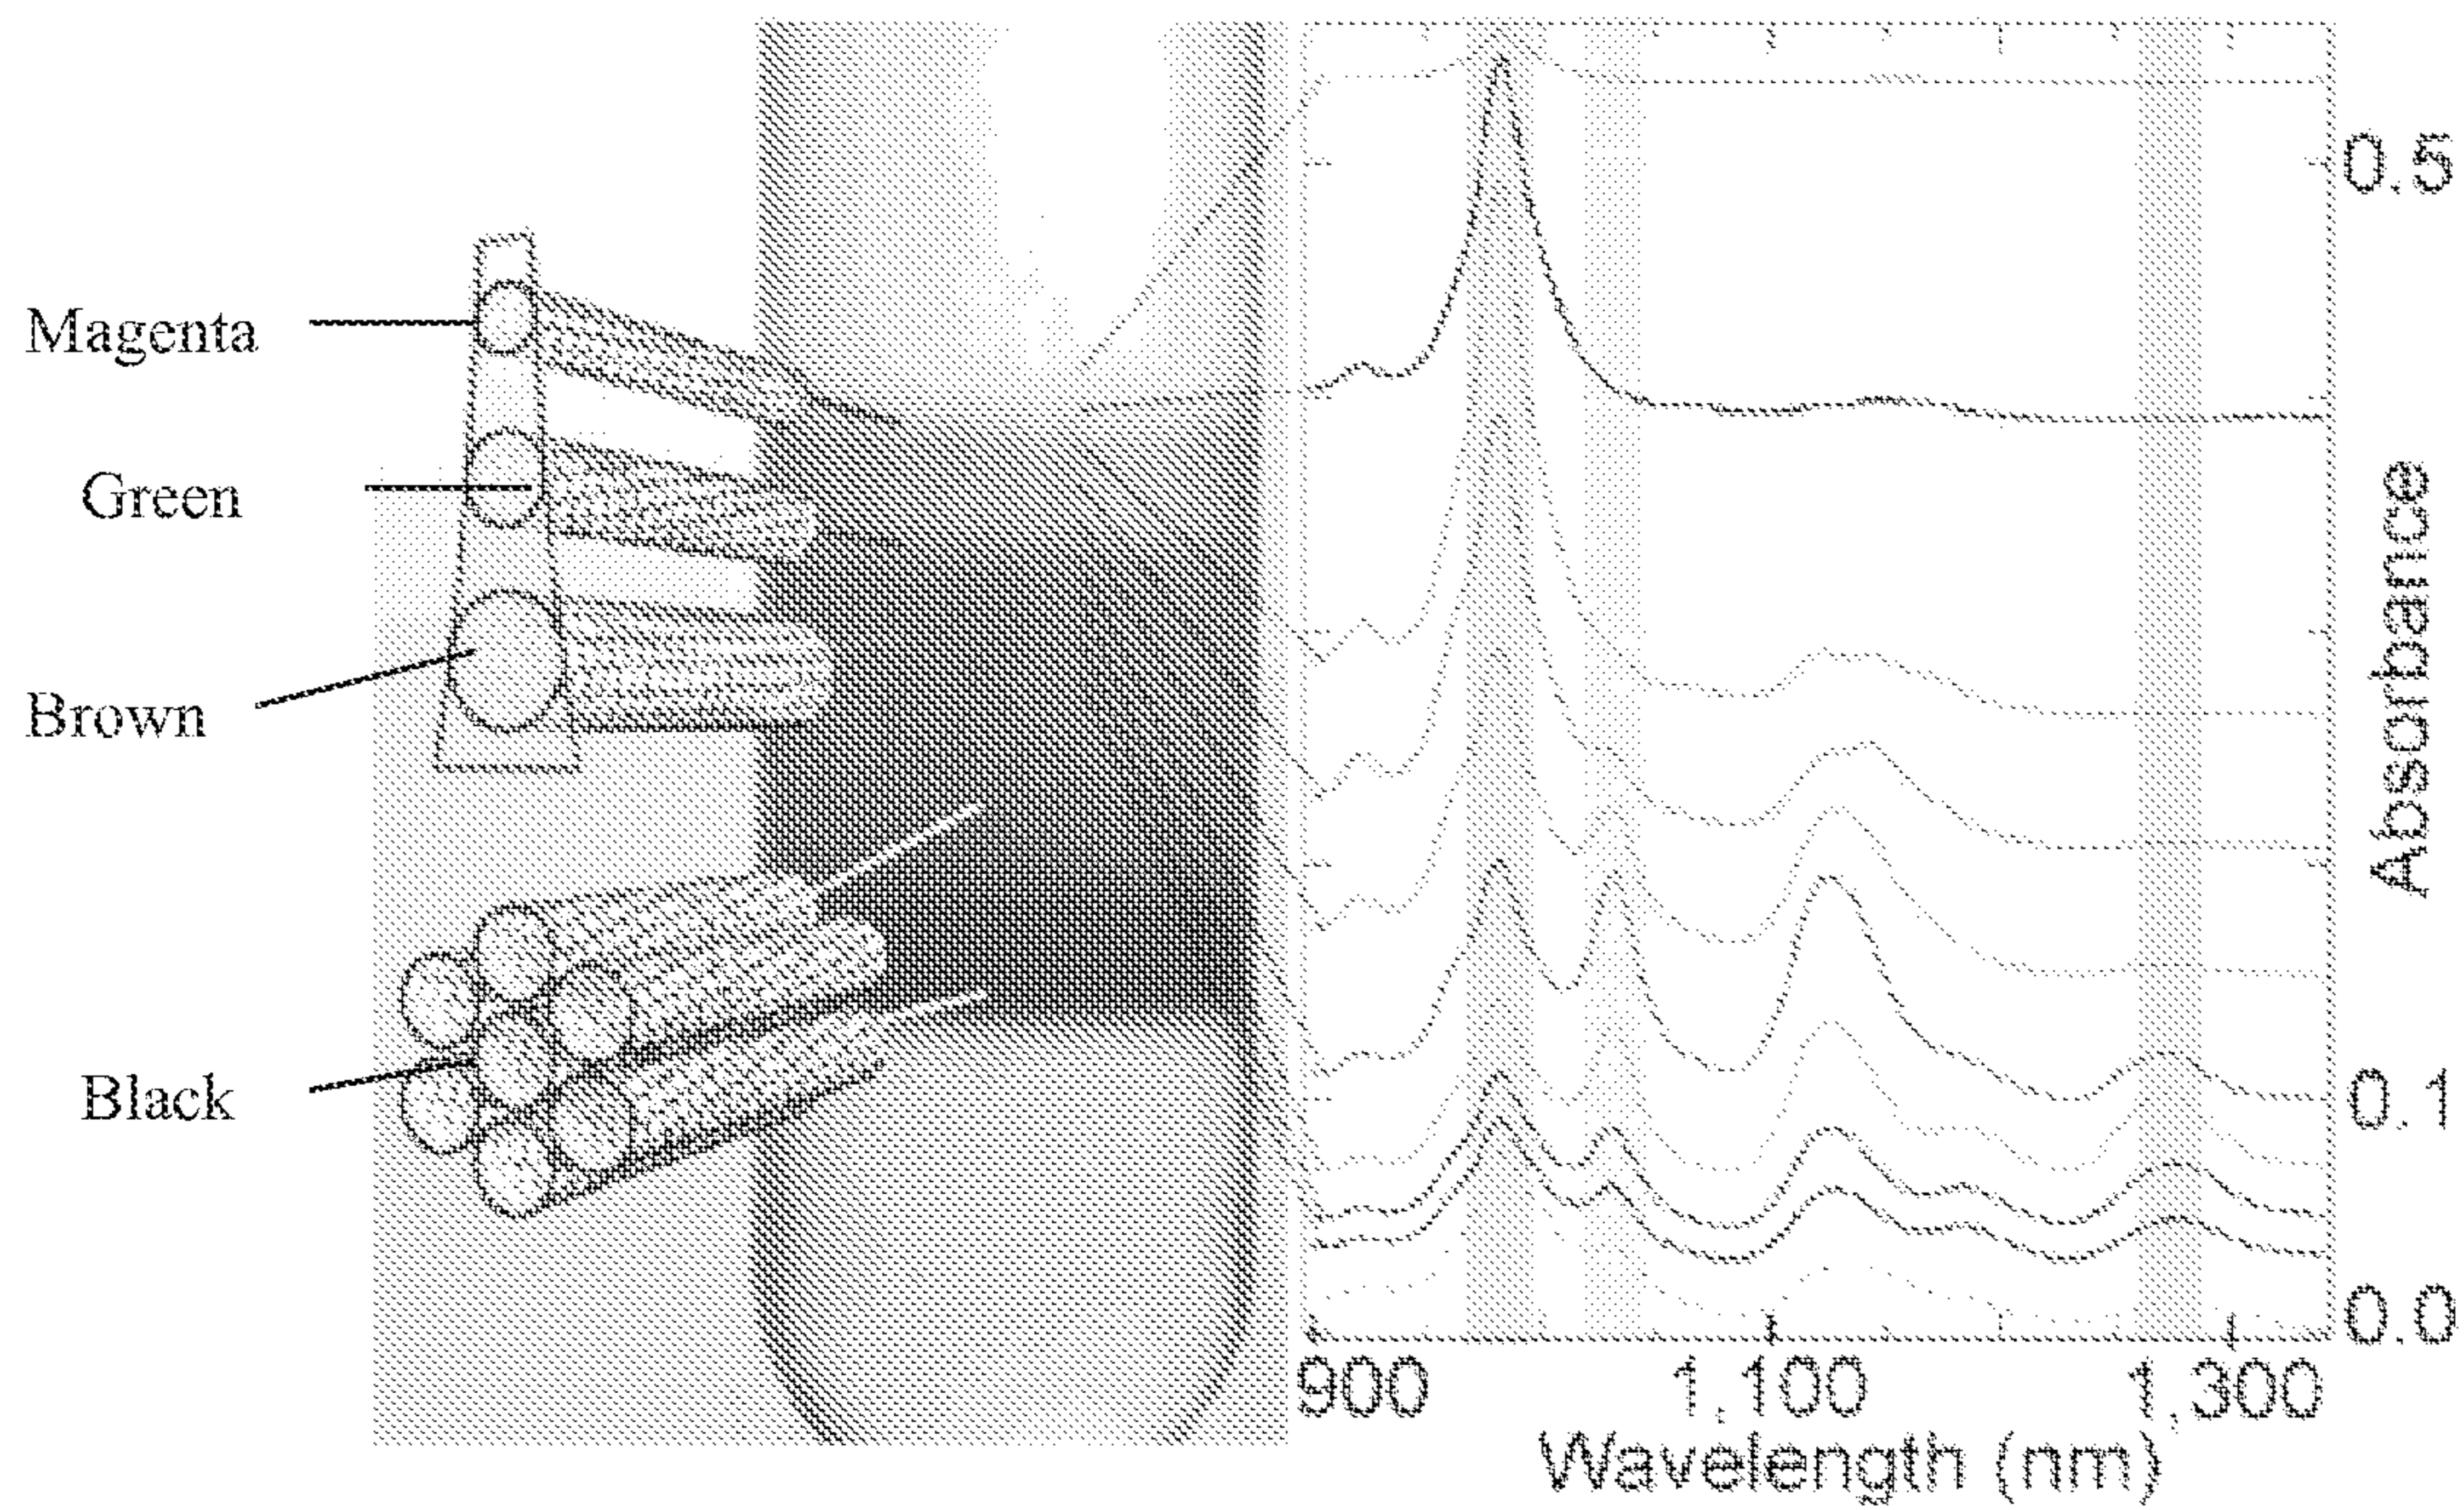 Magenta
Green
Brown
Black
0.5
0.1
0.0
Absorbance
900
1,100
1,300
Wavelength (nm)